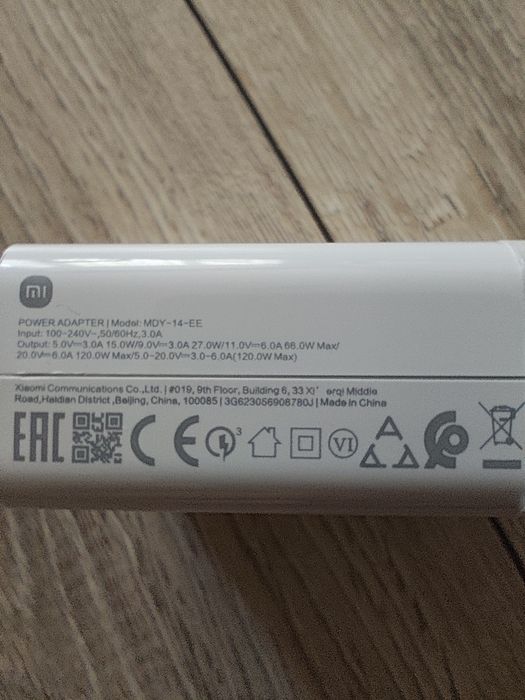 mi
POWER ADAPTER | Model: MDY-14-EE
Input: 100-240V~,50/60Hz,3.0A
Output: 5.0V⎓3.0A 15.0W/9.0V⎓3.0A 27.0W/11.0V⎓6.0A 66.0W Max/
20.0V⎓6.0A 120.0W Max/5.0-20.0V⎓3.0-6.0A(120.0W Max)
Xiaomi Communications Co.,Ltd. | #019, 9th Floor, Building 6, 33 Xi' erqi Middle
Road,Haidian District ,Beijing, China, 100085 | 3G623056908780J | Made in China
EAC CE 3 VI